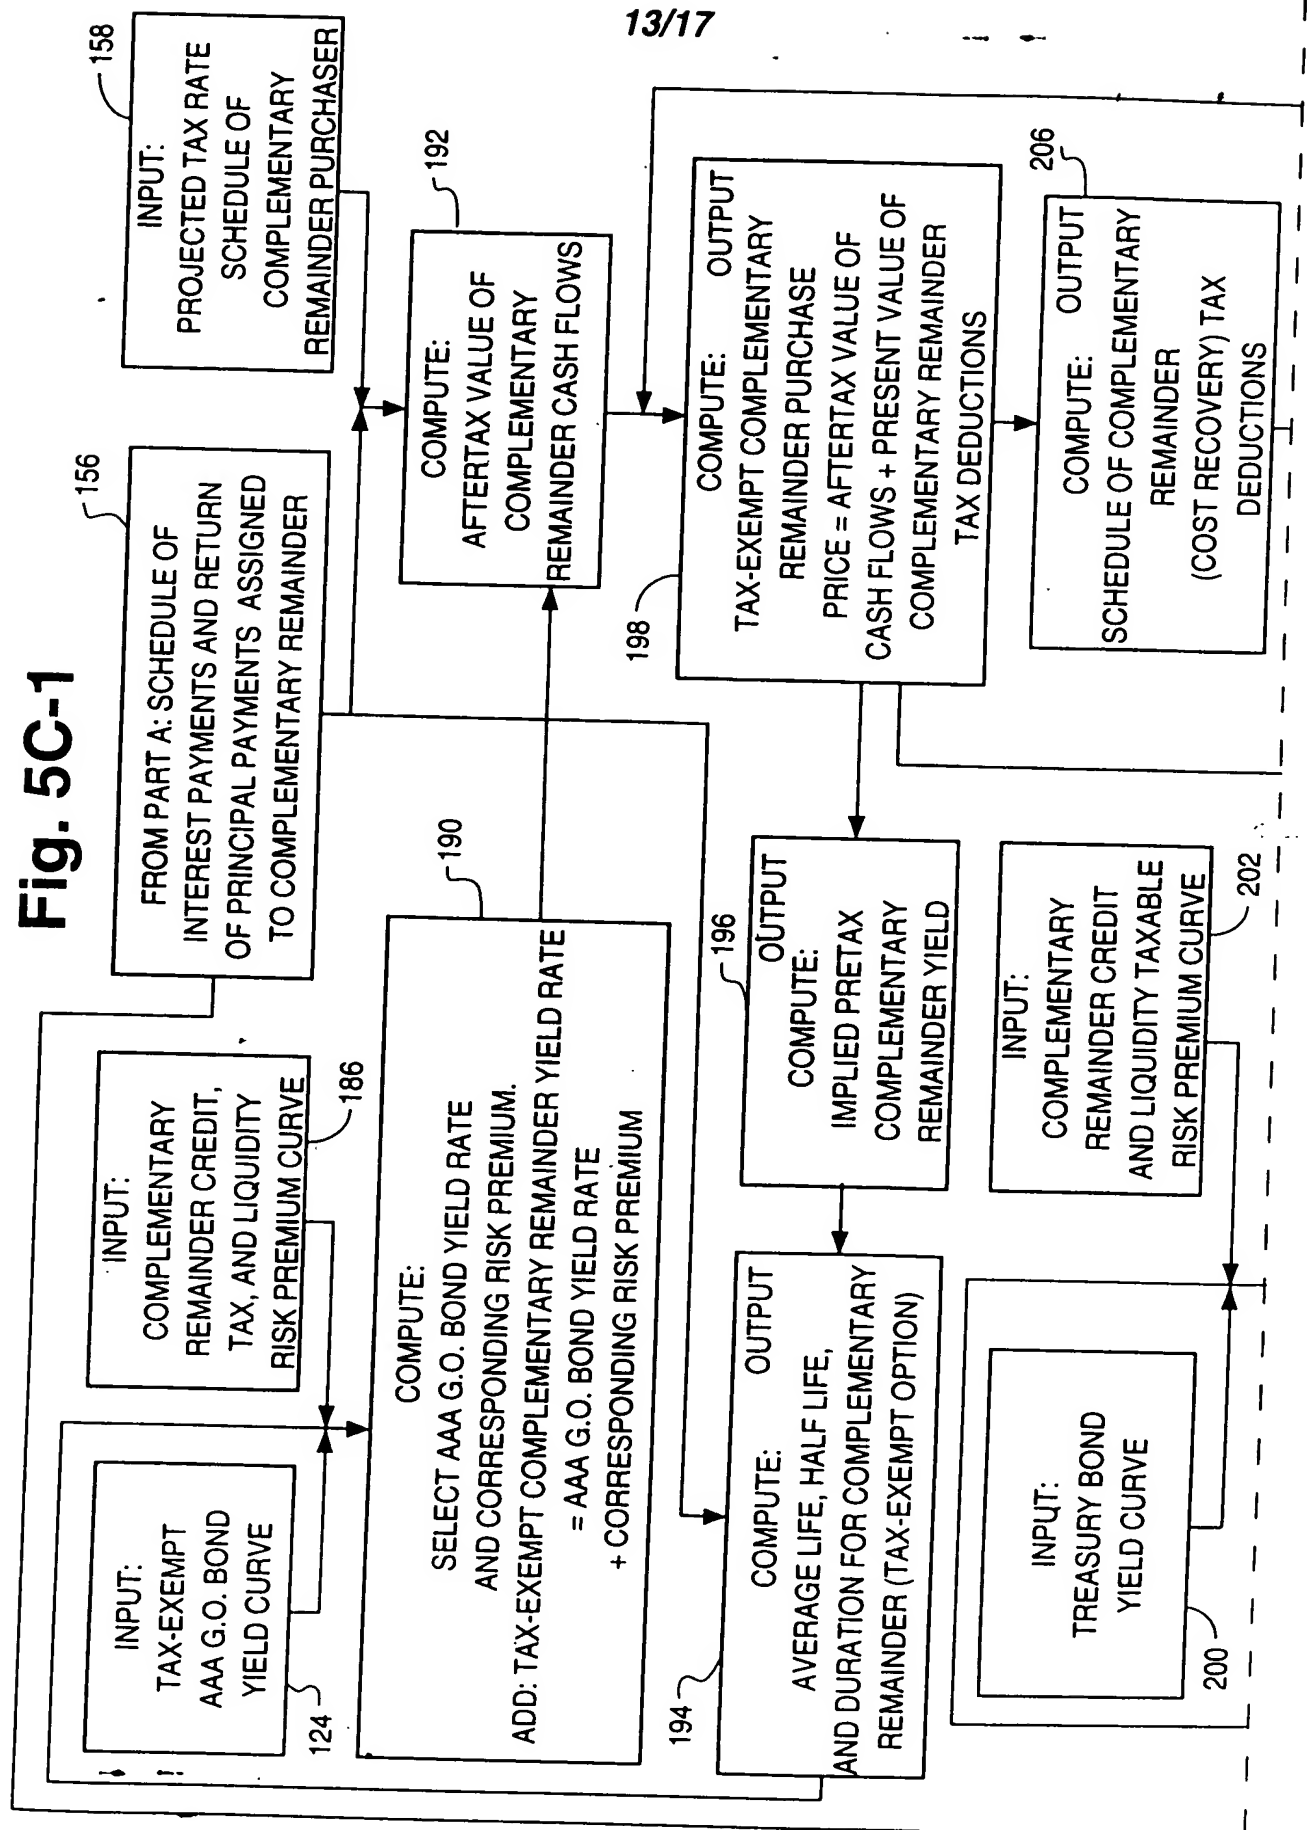 13/17
Fig. 5C-1
INPUT:
TAX-EXEMPT
AAA G.O. BOND
YIELD CURVE
124
INPUT:
COMPLEMENTARY
REMAINDER CREDIT,
TAX, AND LIQUIDITY
RISK PREMIUM CURVE
186
FROM PART A: SCHEDULE OF
INTEREST PAYMENTS AND RETURN
OF PRINCIPAL PAYMENTS ASSIGNED
TO COMPLEMENTARY REMAINDER
156
INPUT:
PROJECTED TAX RATE
SCHEDULE OF
COMPLEMENTARY
REMAINDER PURCHASER
158
COMPUTE:
SELECT AAA G.O. BOND YIELD RATE
AND CORRESPONDING RISK PREMIUM.
ADD: TAX-EXEMPT COMPLEMENTARY REMAINDER YIELD RATE
= AAA G.O. BOND YIELD RATE
+ CORRESPONDING RISK PREMIUM
190
COMPUTE:
AFTERTAX VALUE OF
COMPLEMENTARY
REMAINDER CASH FLOWS
192
COMPUTE: OUTPUT
AVERAGE LIFE, HALF LIFE,
AND DURATION FOR COMPLEMENTARY
REMAINDER (TAX-EXEMPT OPTION)
194
OUTPUT
COMPUTE:
IMPLIED PRETAX
COMPLEMENTARY
REMAINDER YIELD
196
COMPUTE: OUTPUT
TAX-EXEMPT COMPLEMENTARY
REMAINDER PURCHASE
PRICE = AFTERTAX VALUE OF
CASH FLOWS + PRESENT VALUE OF
COMPLEMENTARY REMAINDER
TAX DEDUCTIONS
198
INPUT:
TREASURY BOND
YIELD CURVE
200
INPUT:
COMPLEMENTARY
REMAINDER CREDIT
AND LIQUIDITY TAXABLE
RISK PREMIUM CURVE
202
COMPUTE: OUTPUT
SCHEDULE OF COMPLEMENTARY
REMAINDER
(COST RECOVERY) TAX
DEDUCTIONS
206